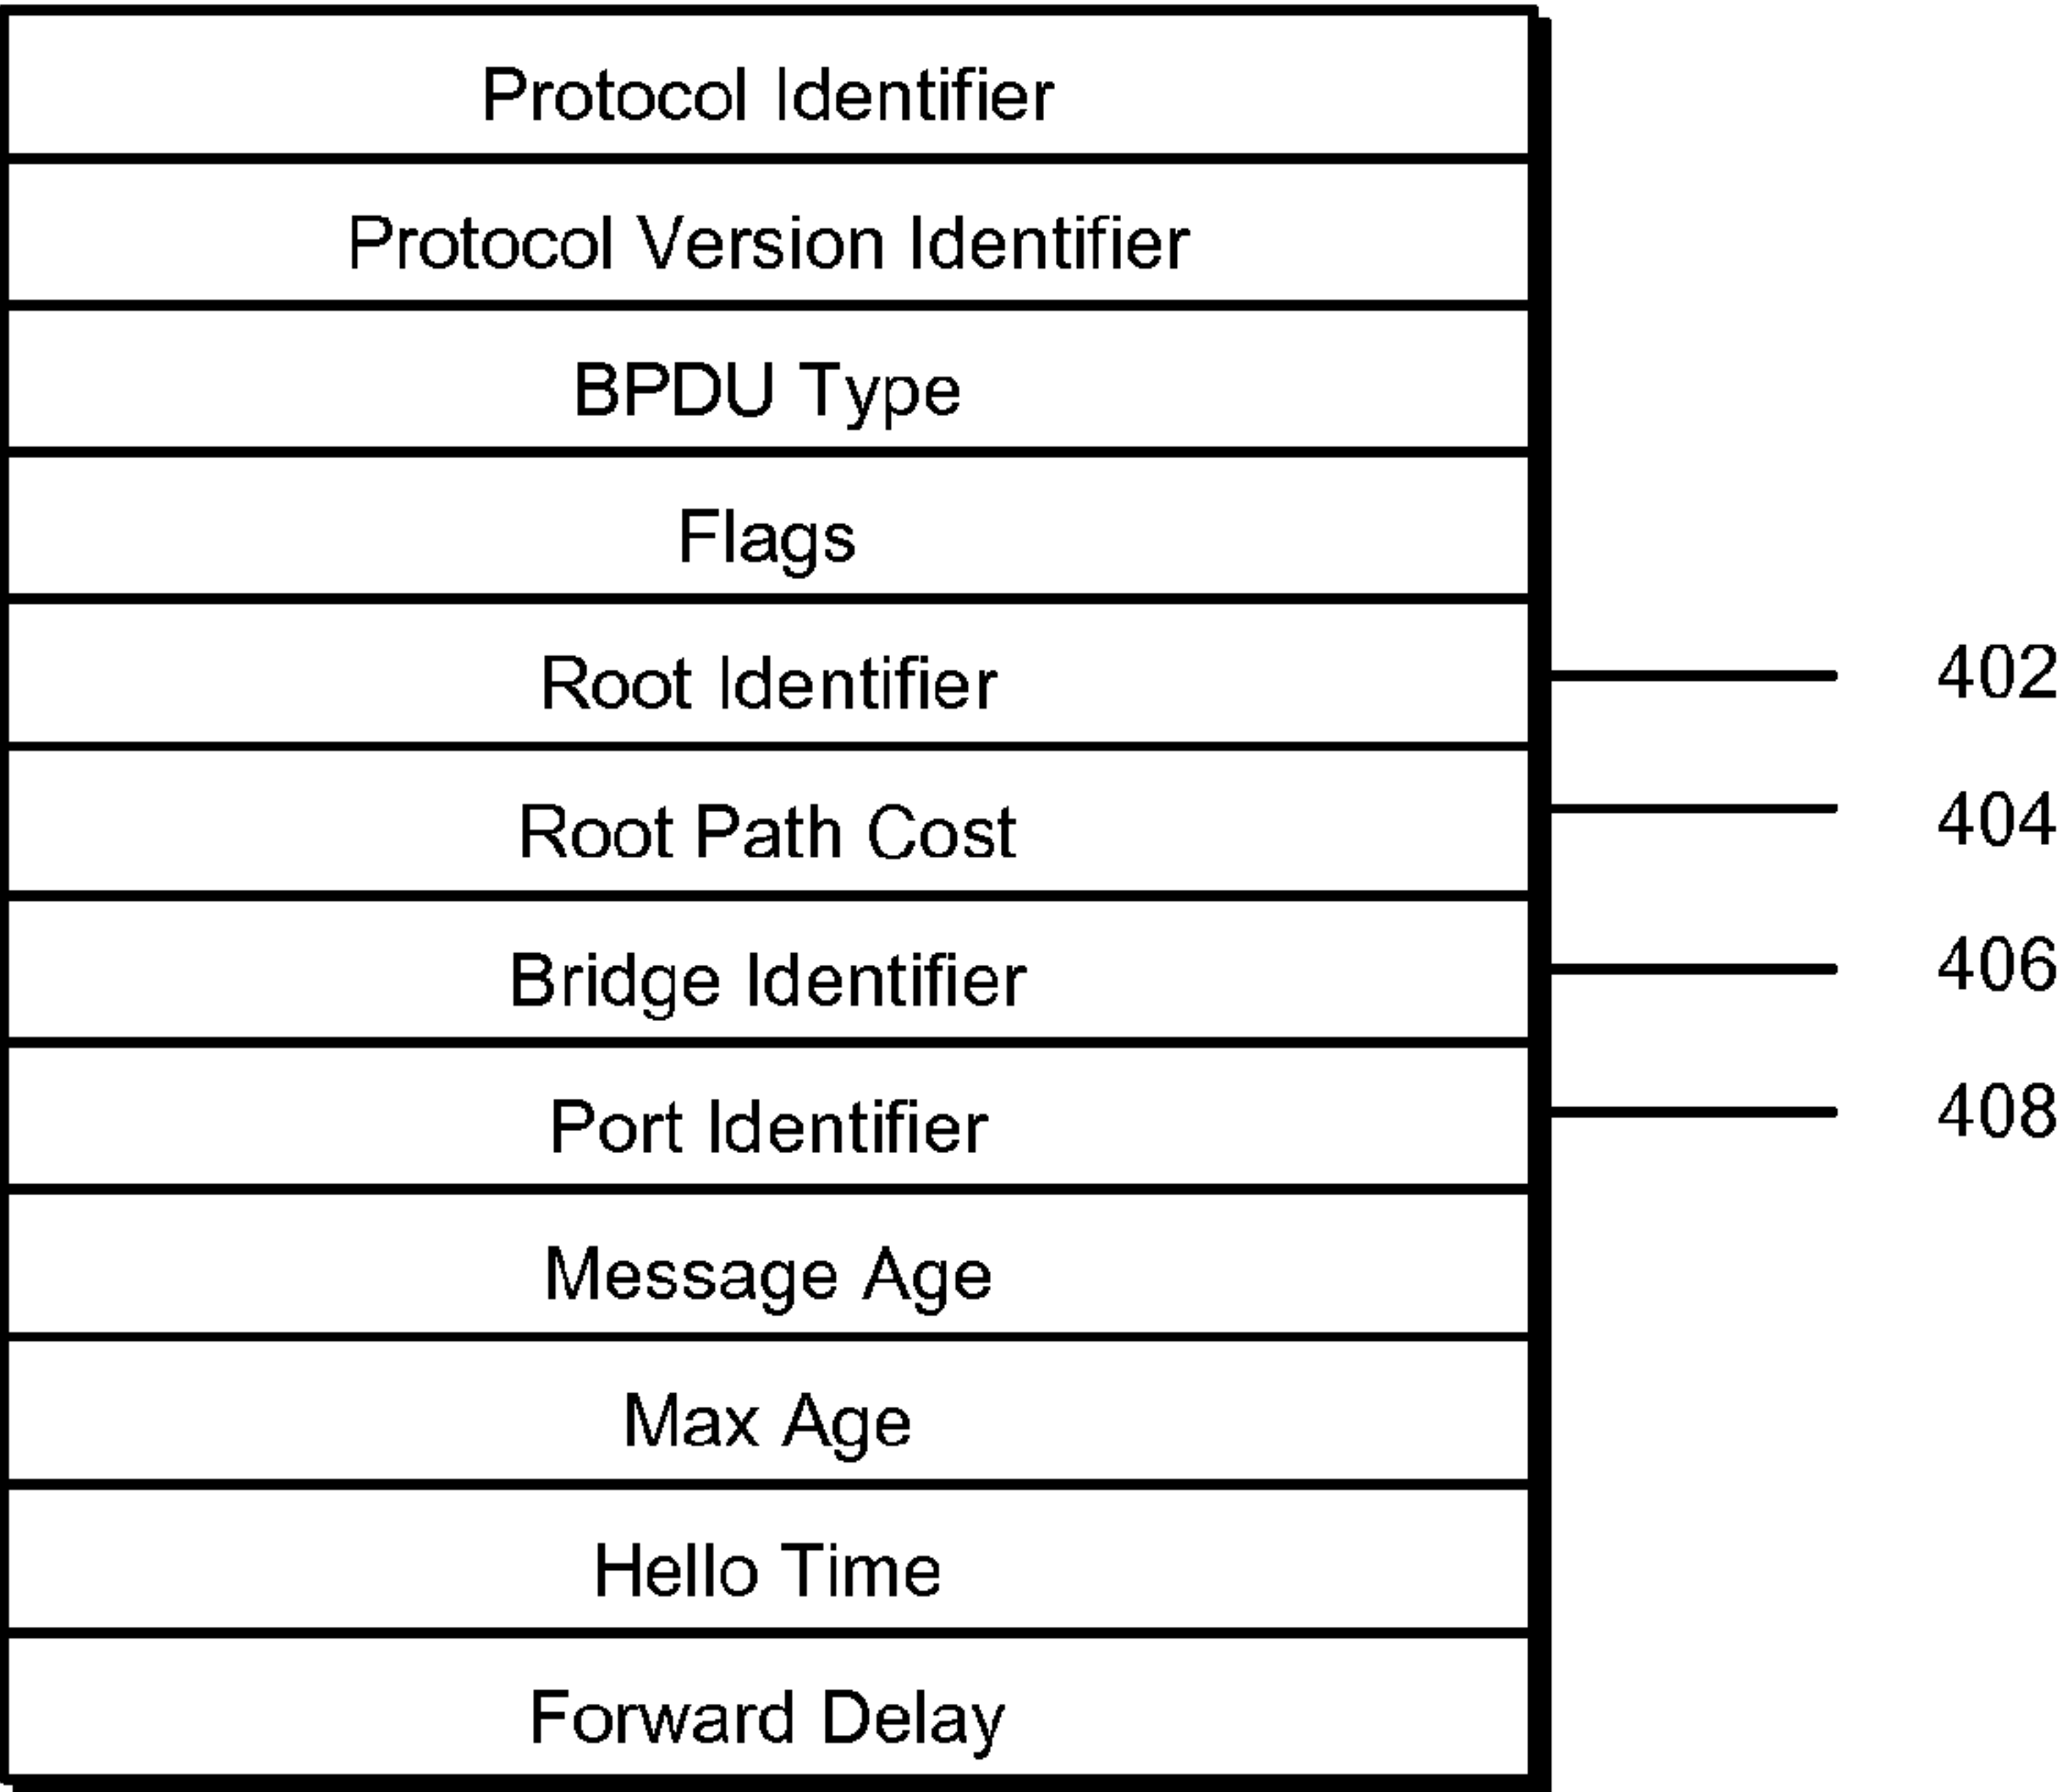 Protocol Identifier
Protocol Version Identifier
BPDU Type
Flags
Root Identifier 402
Root Path Cost 404
Bridge Identifier 406
Port Identifier 408
Message Age
Max Age
Hello Time
Forward Delay